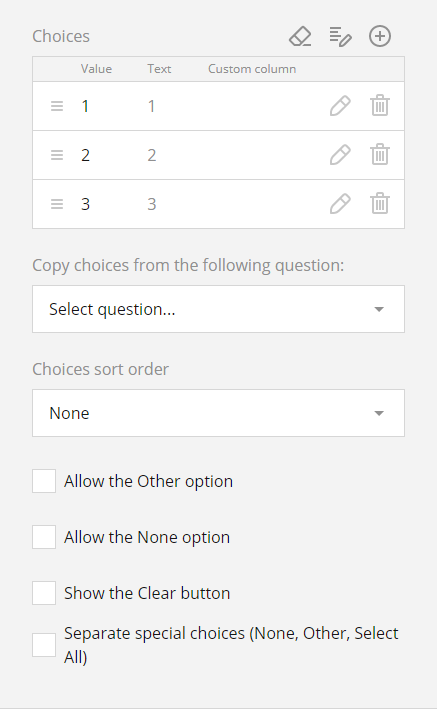 Choices
Value Text Custom column
1 1
2 2
3 3
Copy choices from the following question:
Select question...
Choices sort order
None
Allow the Other option
Allow the None option
Show the Clear button
Separate special choices (None, Other, Select
All)